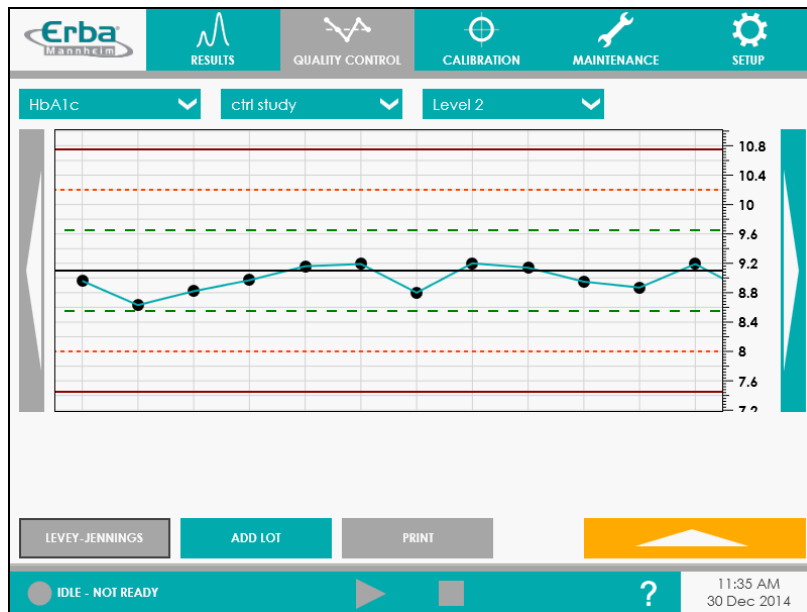 Erba
Mannheim
RESULTS
QUALITY CONTROL
CALIBRATION
MAINTENANCE
SETUP
HbA1c
ctrl study
Level 2
10.8
10.4
10
9.6
9.2
8.8
8.4
8
7.6
7.2
LEVEY-JENNINGS
ADD LOT
PRINT
IDLE - NOT READY
?
11:35 AM
30 Dec 2014